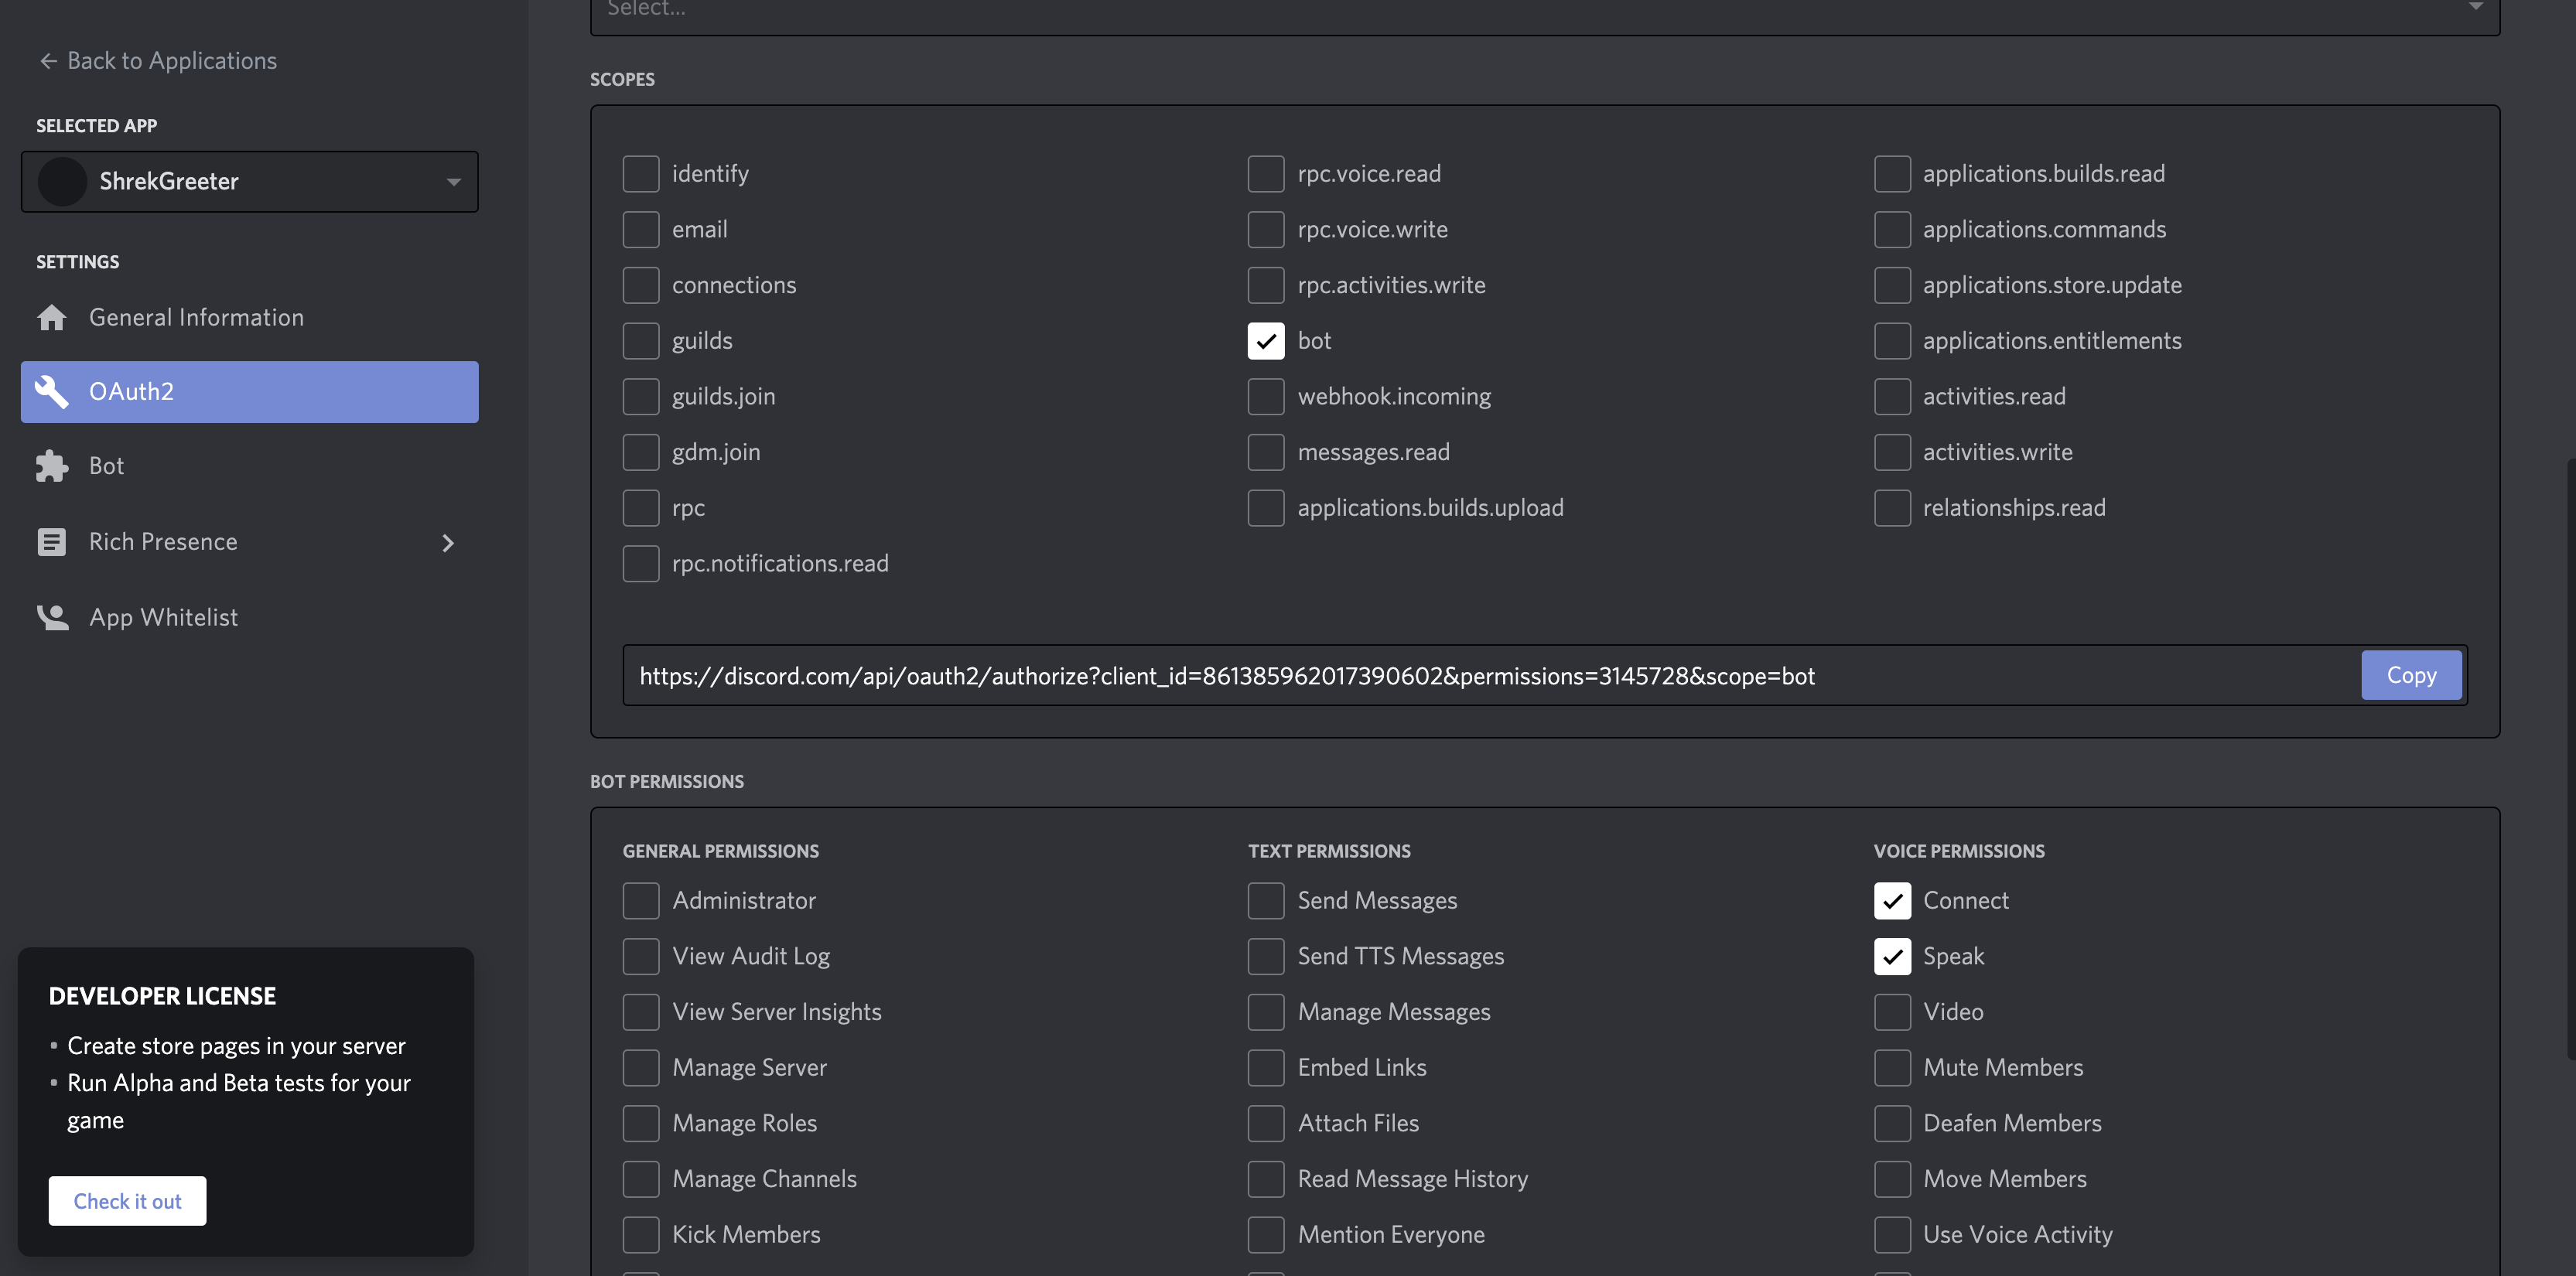 Select...
← Back to Applications
SELECTED APP
ShrekGreeter
SETTINGS
General Information
OAuth2
Bot
Rich Presence
App Whitelist
DEVELOPER LICENSE
• Create store pages in your server
• Run Alpha and Beta tests for your
game
Check it out
SCOPES
identify
email
connections
guilds
guilds.join
gdm.join
rpc
rpc.notifications.read
rpc.voice.read
rpc.voice.write
rpc.activities.write
bot
webhook.incoming
messages.read
applications.builds.upload
applications.builds.read
applications.commands
applications.store.update
applications.entitlements
activities.read
activities.write
relationships.read
https://discord.com/api/oauth2/authorize?client_id=861385962017390602&permissions=3145728&scope=bot
Copy
BOT PERMISSIONS
GENERAL PERMISSIONS
Administrator
View Audit Log
View Server Insights
Manage Server
Manage Roles
Manage Channels
Kick Members
TEXT PERMISSIONS
Send Messages
Send TTS Messages
Manage Messages
Embed Links
Attach Files
Read Message History
Mention Everyone
VOICE PERMISSIONS
Connect
Speak
Video
Mute Members
Deafen Members
Move Members
Use Voice Activity